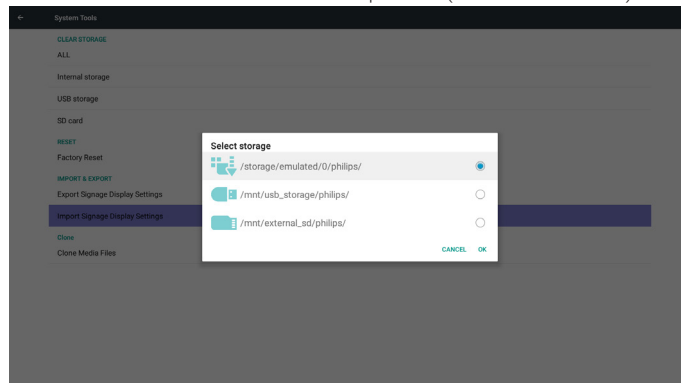 System Tools
CLEAR STORAGE
ALL
Internal storage
USB storage
SD card
RESET
Factory Reset
IMPORT & EXPORT
Export Signage Display Settings
Import Signage Display Settings
Clone
Clone Media Files
Select storage
/storage/emulated/0/philips/
/mnt/usb_storage/philips/
/mnt/external_sd/philips/
CANCEL OK